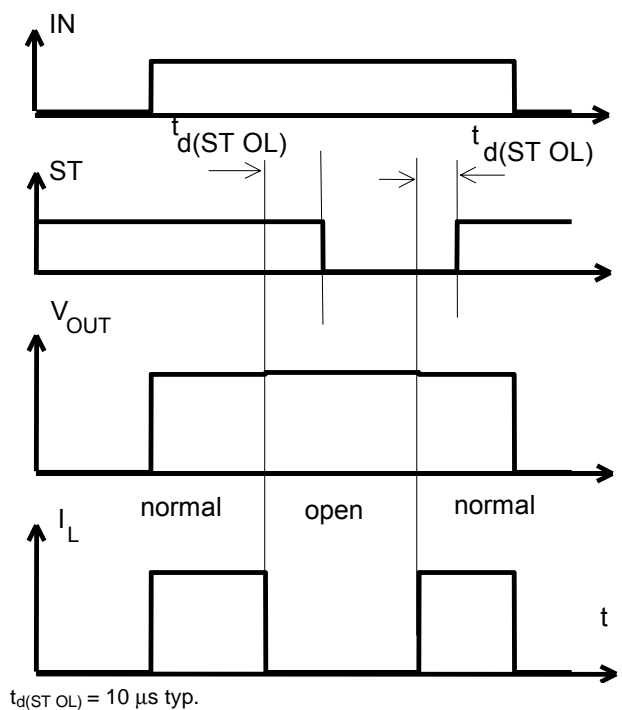 IN
t d(ST OL)
t d(ST OL)
ST
V OUT
normal
open
normal
I L
t
td(ST OL) = 10 μs typ.